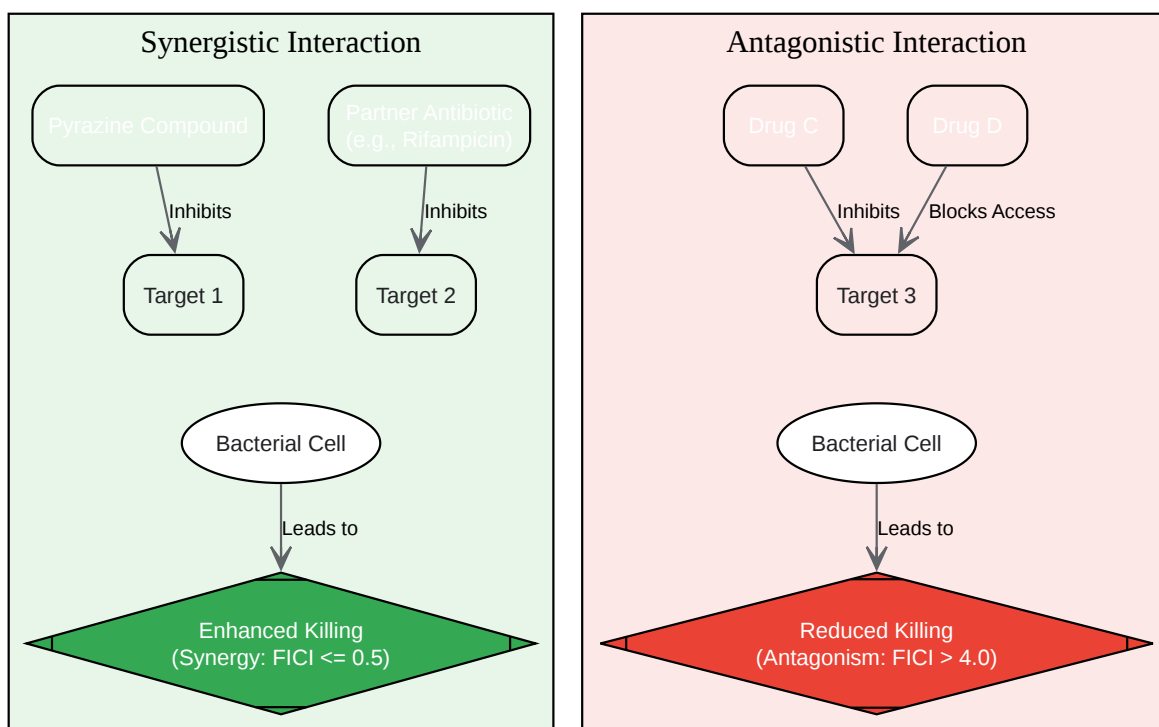 Synergistic Interaction
Pyrazine Compound
Partner Antibiotic
(e.g., Rifampicin)
Inhibits
Inhibits
Target 1
Target 2
Bacterial Cell
Leads to
Enhanced Killing
(Synergy: FICI <= 0.5)
Antagonistic Interaction
Drug C
Drug D
Inhibits
Blocks Access
Target 3
Bacterial Cell
Leads to
Reduced Killing
(Antagonism: FICI > 4.0)